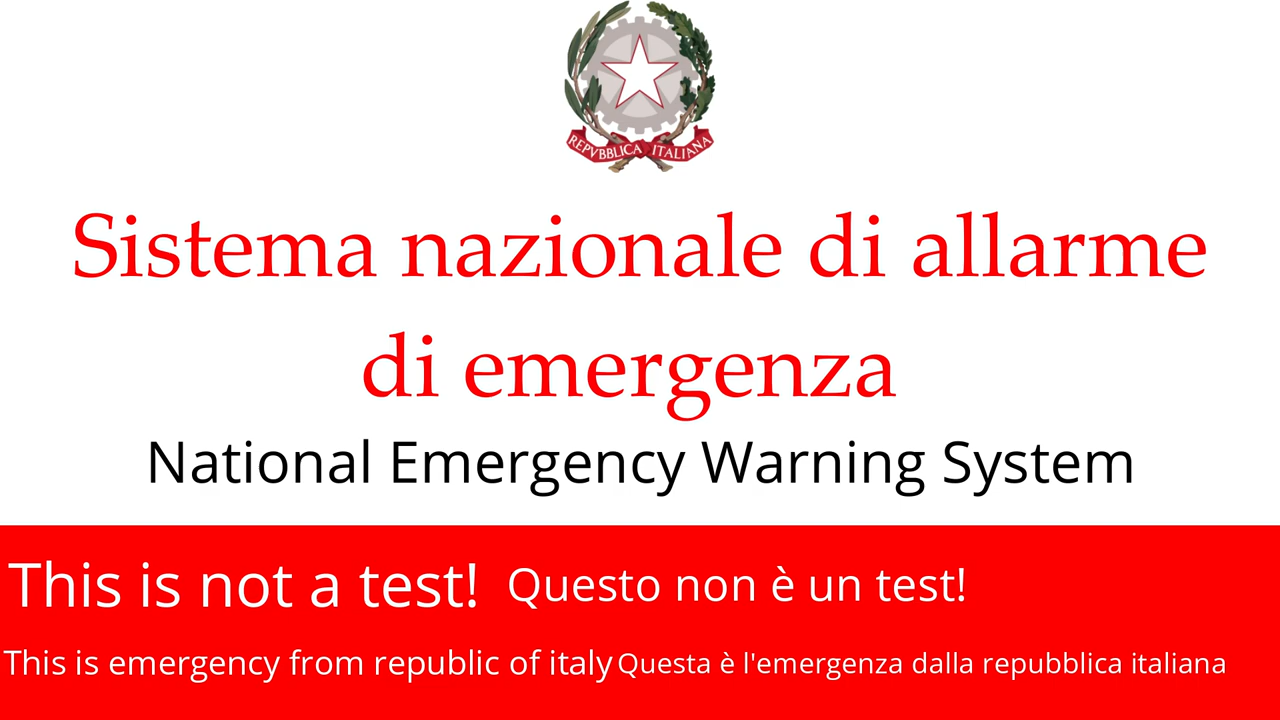 REPVBBLICA ITALIANA
Sistema nazionale di allarme
di emergenza
National Emergency Warning System
This is not a test! Questo non è un test!
This is emergency from republic of italy Questa è l'emergenza dalla repubblica italiana